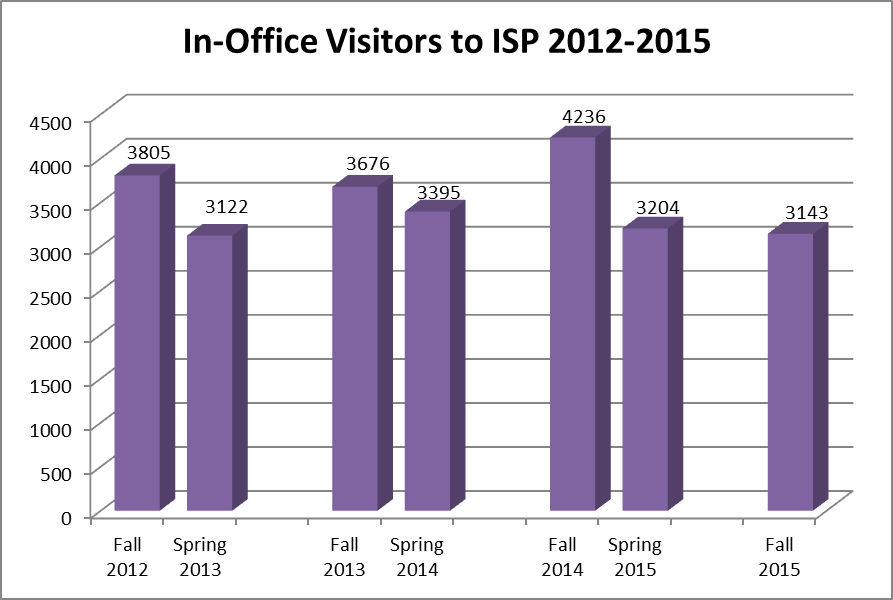 In-Office Visitors to ISP 2012-2015
4500
4000
3500
3000
2500
2000
1500
1000
500
0
3805
3122
3676
3395
4236
3204
3143
Fall 2012
Spring 2013
Fall 2013
Spring 2014
Fall 2014
Spring 2015
Fall 2015